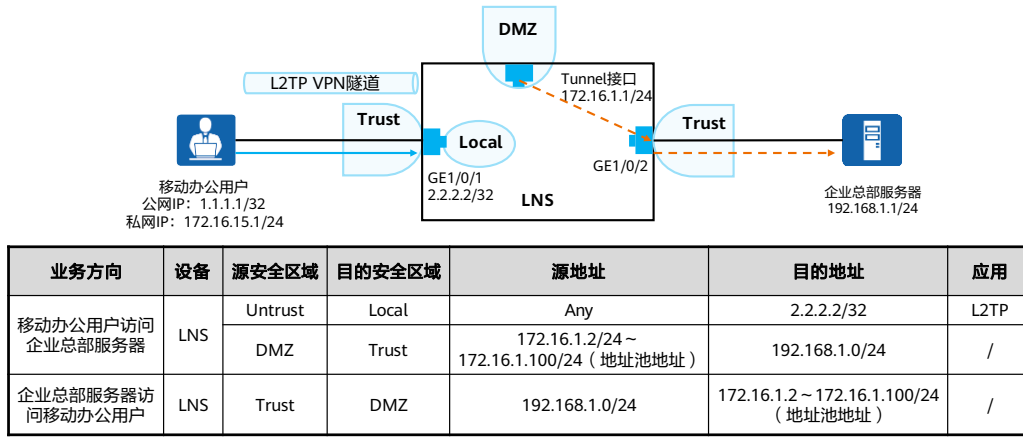 DMZ
L2TP VPN隧道
Tunnel接口
172.16.1.1/24
Trust
Local
Trust
GE1/0/1
2.2.2.2/32
LNS
GE1/0/2
移动办公用户
公网IP：1.1.1.1/32
私网IP：172.16.15.1/24
企业总部服务器
192.168.1.1/24
业务方向 设备 源安全区域 目的安全区域 源地址 目的地址 应用
移动办公用户访问
企业总部服务器
LNS
Untrust Local Any 2.2.2.2/32 L2TP
DMZ Trust 172.16.1.2/24～
172.16.1.100/24（地址池地址） 192.168.1.0/24 /
企业总部服务器访
问移动办公用户
LNS Trust DMZ 192.168.1.0/24 172.16.1.2～172.16.1.100/24
（地址池地址） /